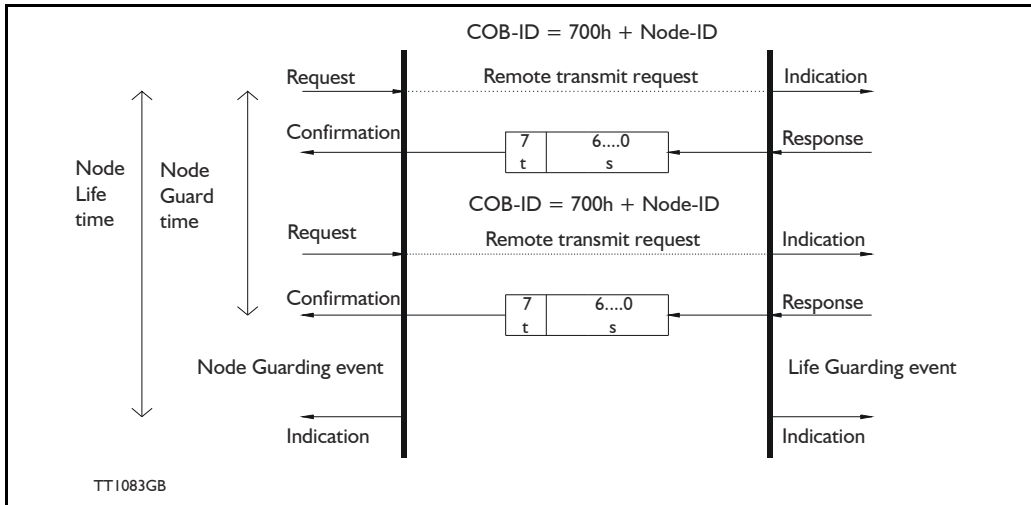 COB-ID = 700h + Node-ID
Request
Remote transmit request
Indication
Confirmation
7
6....0
Response
t
s
Node
Life
time
Node
Guard
time
COB-ID = 700h + Node-ID
Request
Remote transmit request
Indication
Confirmation
7
6....0
Response
t
s
Node Guarding event
Life Guarding event
Indication
Indication
TT1083GB